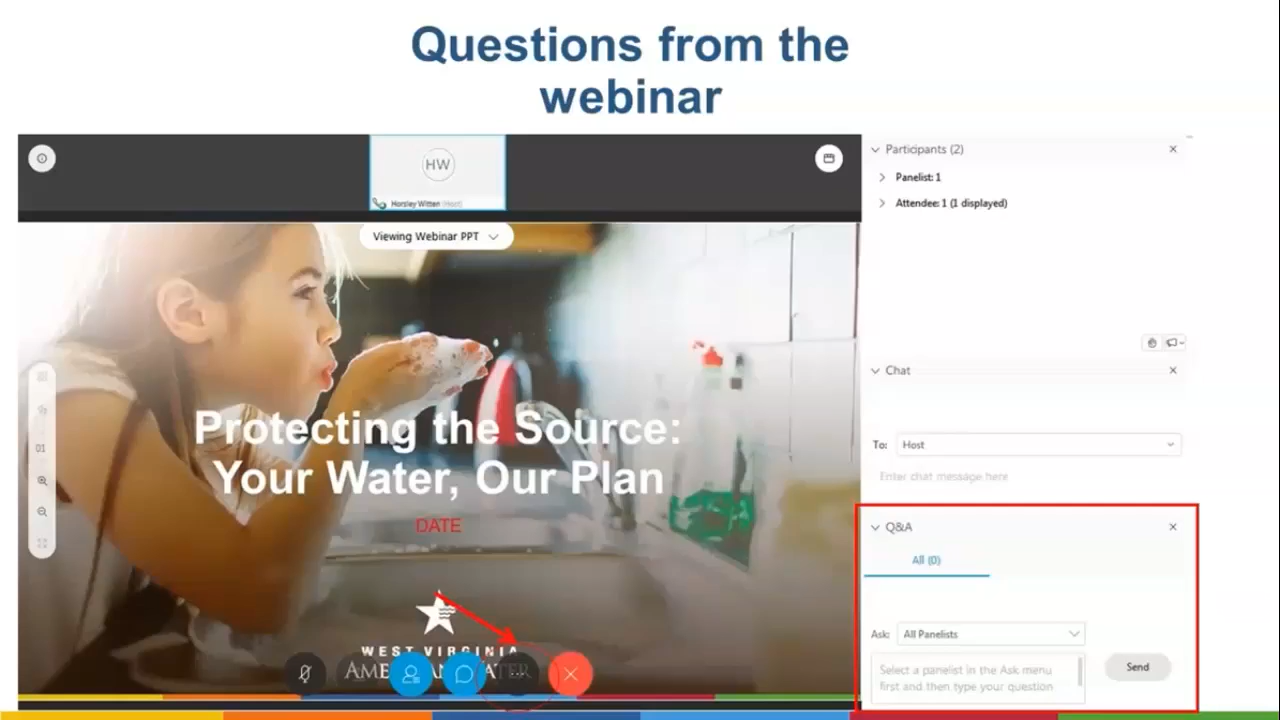 Questions from the
webinar
HW
Horsley Witten (Host)
Viewing Webinar PPT
Protecting the Source:
Your Water, Our Plan
DATE
WEST VIRGINIA
01
Participants (2)
Panelist: 1
Attendee: 1 (1 displayed)
Chat
To: Host
Enter chat message here
Q&A
All (0)
Ask: All Panelists
Select a panelist in the Ask menu
first and then type your question
Send